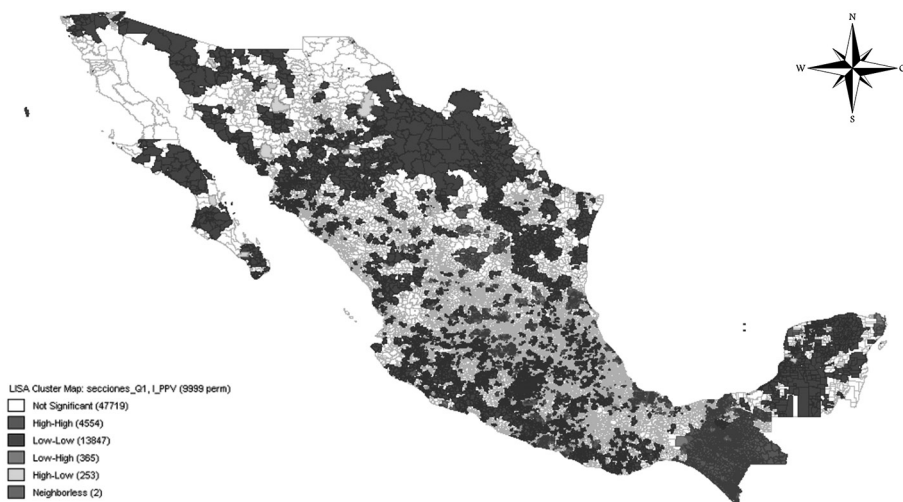 N
W
S
LISA Cluster Map: secciones_Q1, I_PPV (9999 perm)
Not Significant (47719)
High-High (4554)
Low-Low (13847)
Low-High (365)
High-Low (253)
Neighborless (2)